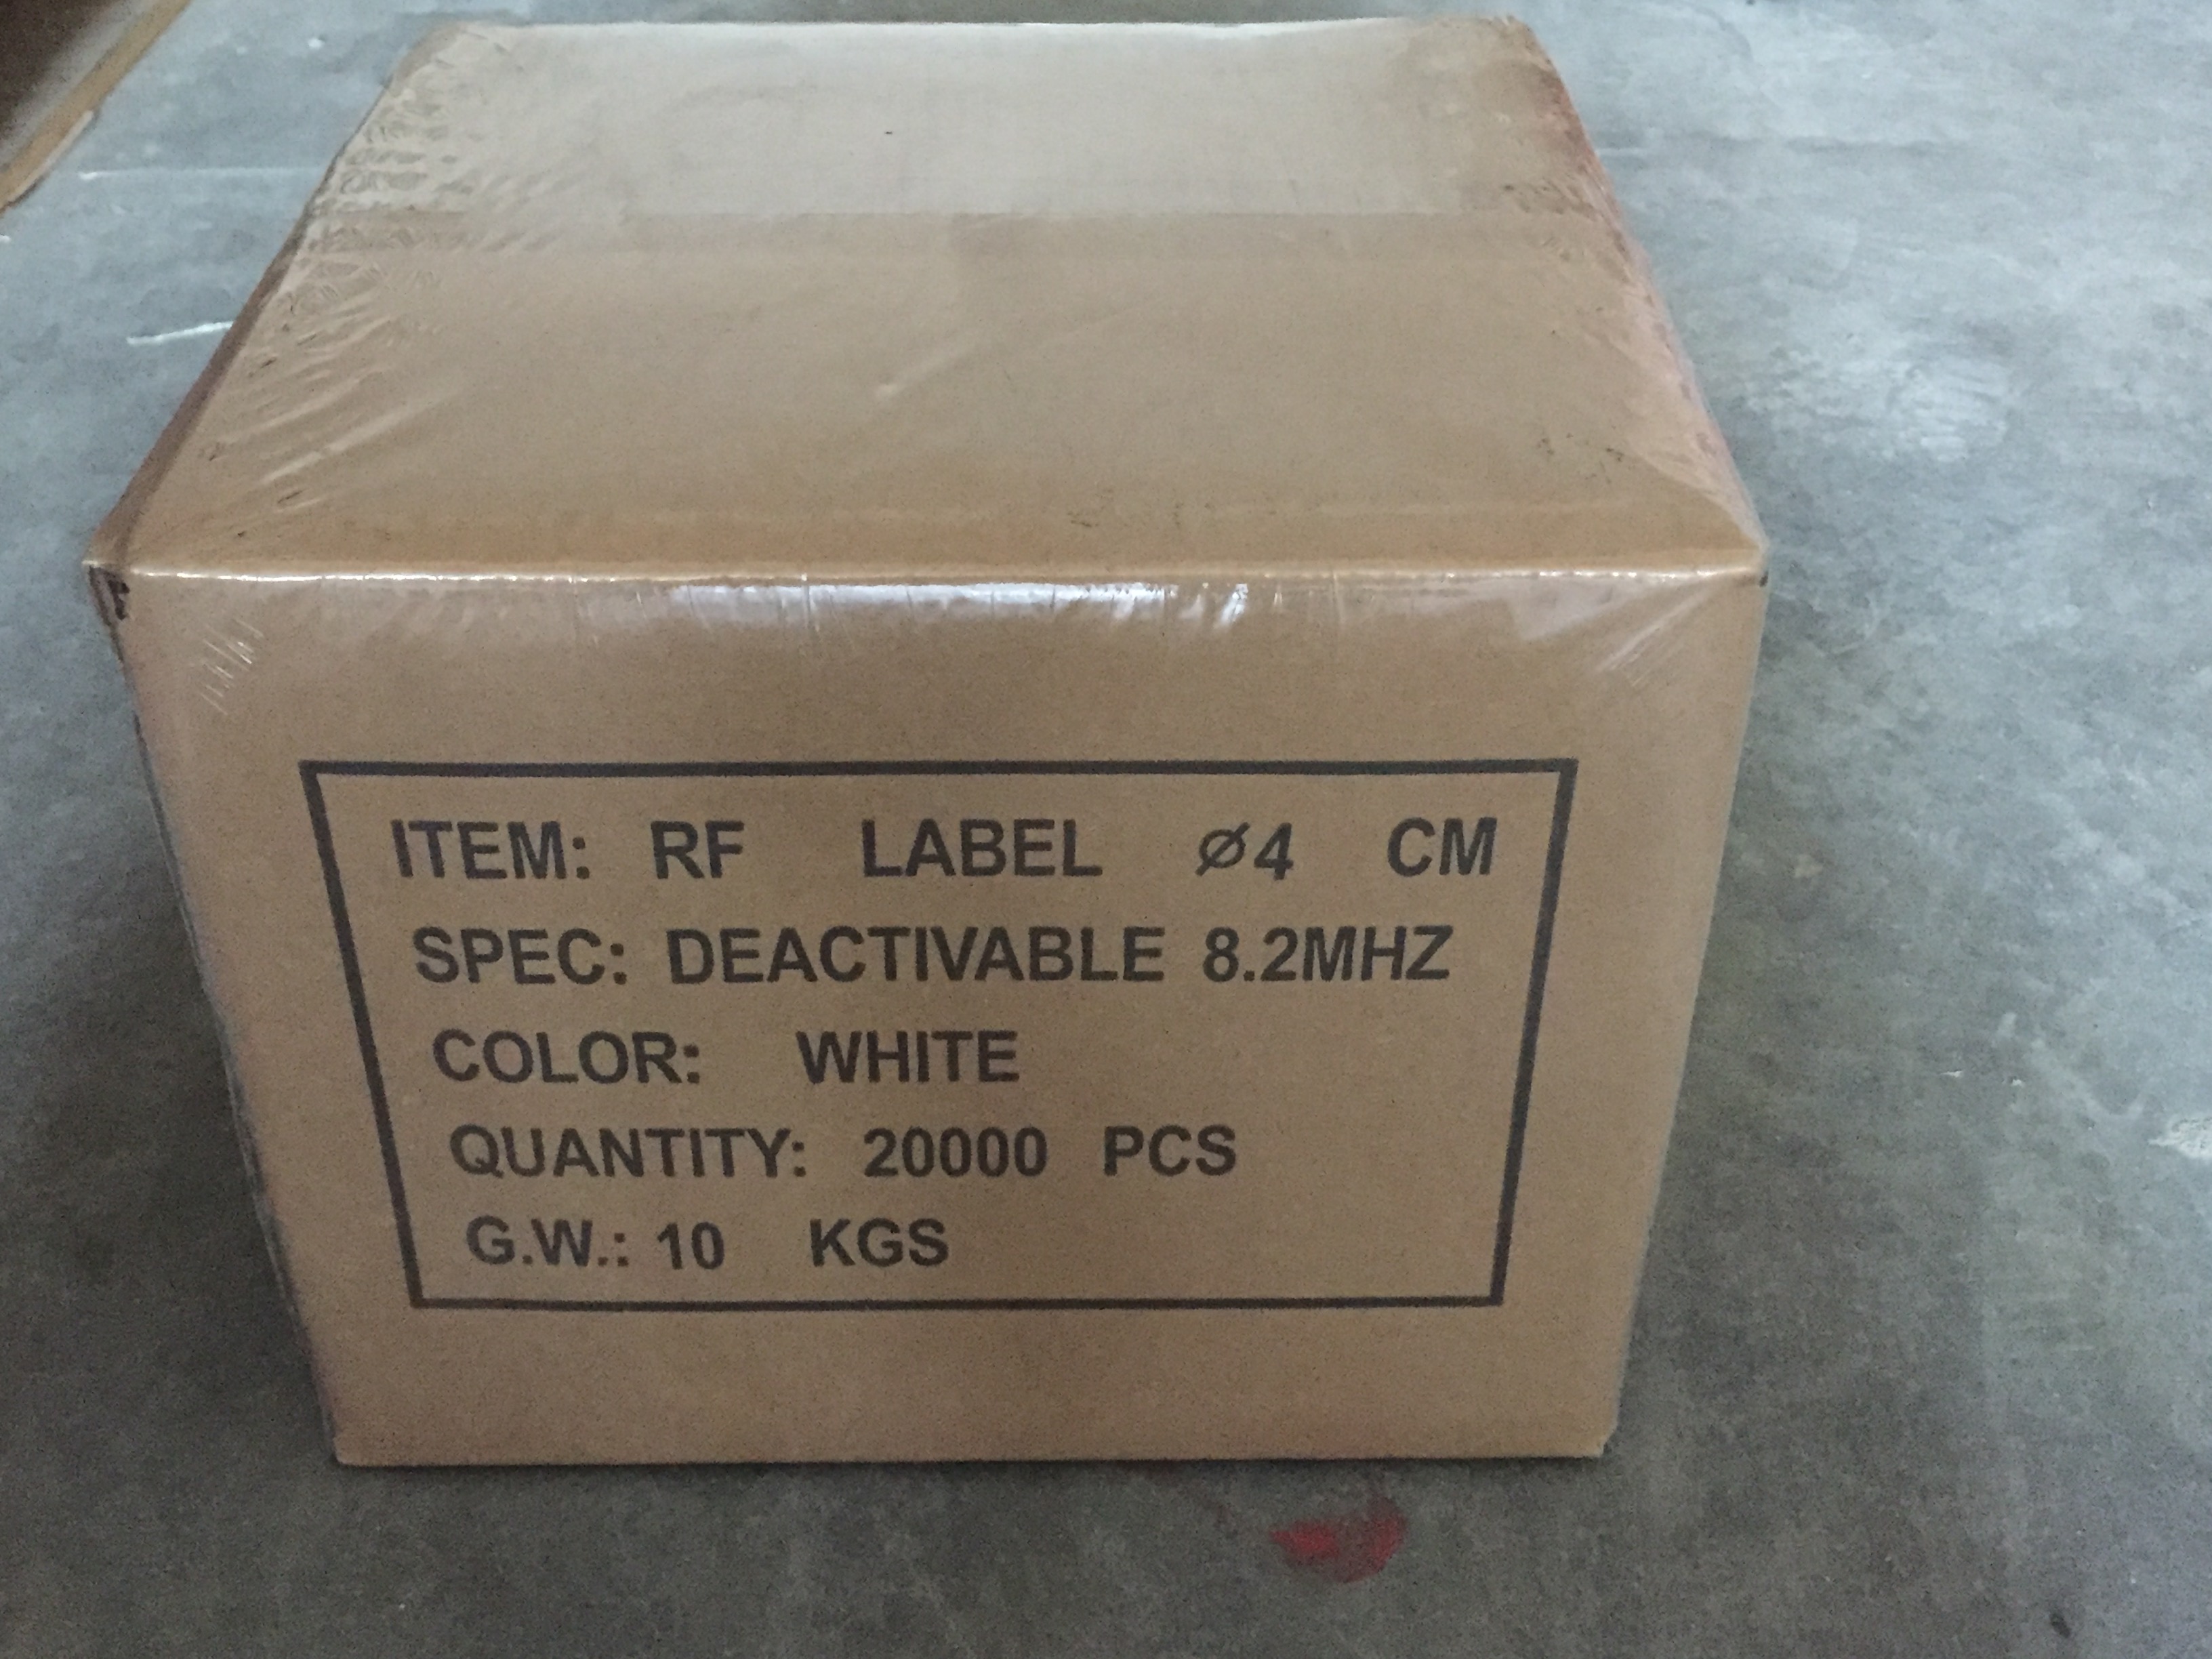 ITEM: RF LABEL ⌀4 CM
SPEC: DEACTIVABLE 8.2MHZ
COLOR: WHITE
QUANTITY: 20000 PCS
G.W.: 10 KGS